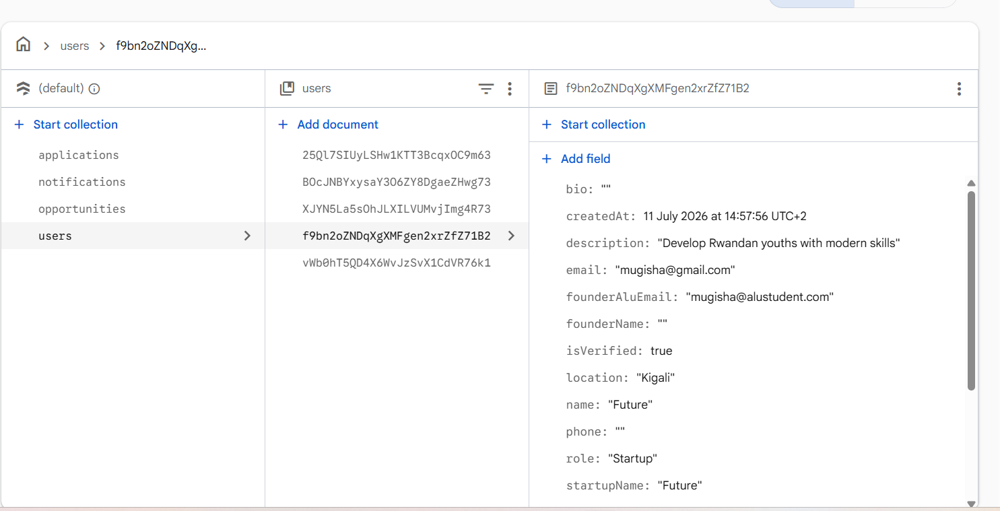 users f9bn2oZNDqXg...
(default)
Start collection
applications
notifications
opportunities
users
users
Add document
25Ql7SIUyLSHw1KTT3BcqxOC9m63
BOcJNBYxysaY3O6ZY8DgaeZHwg73
XJYN5La5sOhJLXILVUMvjImg4R73
f9bn2oZNDqXgXMFgen2xrZfZ71B2
vWb0hT5QD4X6WvJzSvX1CdVR76k1
f9bn2oZNDqXgXMFgen2xrZfZ71B2
Start collection
Add field
bio: ""
createdAt: 11 July 2026 at 14:57:56 UTC+2
description: "Develop Rwandan youths with modern skills"
email: "mugisha@gmail.com"
founderAluEmail: "mugisha@alustudent.com"
founderName: ""
isVerified: true
location: "Kigali"
name: "Future"
phone: ""
role: "Startup"
startupName: "Future"